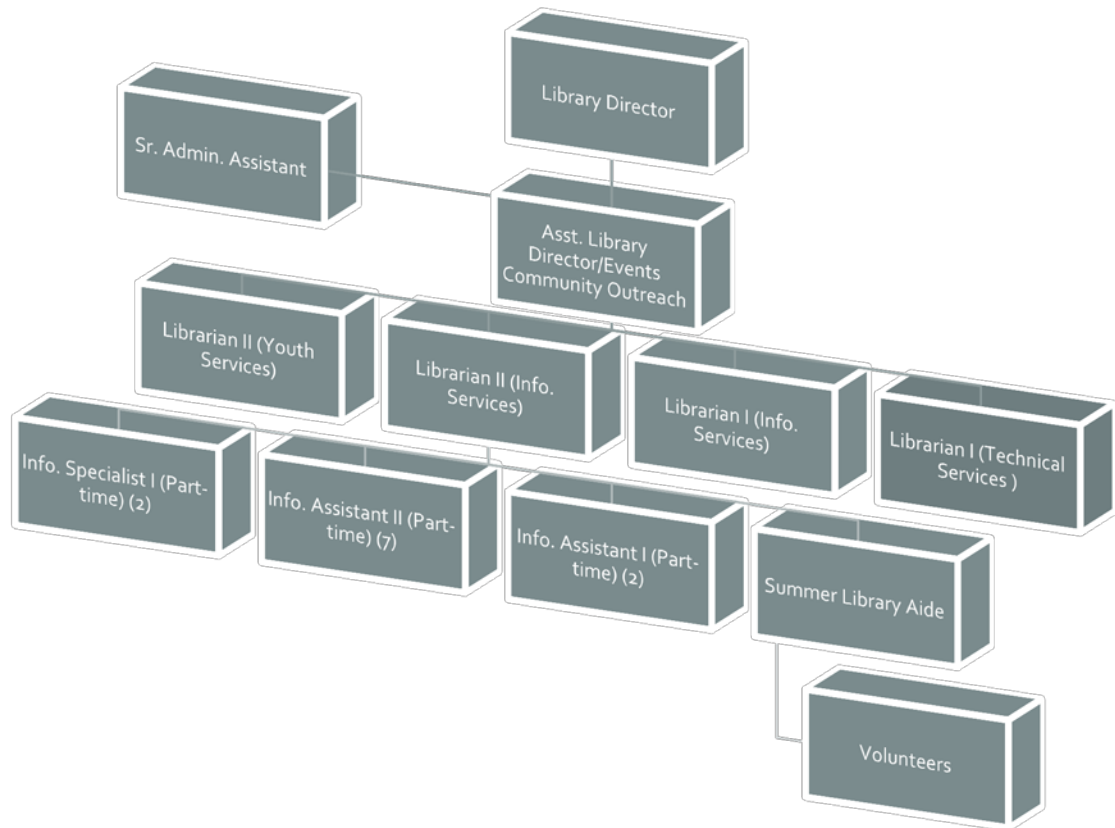 Library Director
Sr. Admin. Assistant
Asst. Library
Director/Events
Community Outreach
Librarian II (Youth
Services)
Librarian II (Info.
Services)
Librarian I (Info.
Services)
Librarian I (Technical
Services )
Info. Specialist I (Part-
time) (2)
Info. Assistant II (Part-
time) (7)
Info. Assistant I (Part-
time) (2)
Summer Library Aide
Volunteers